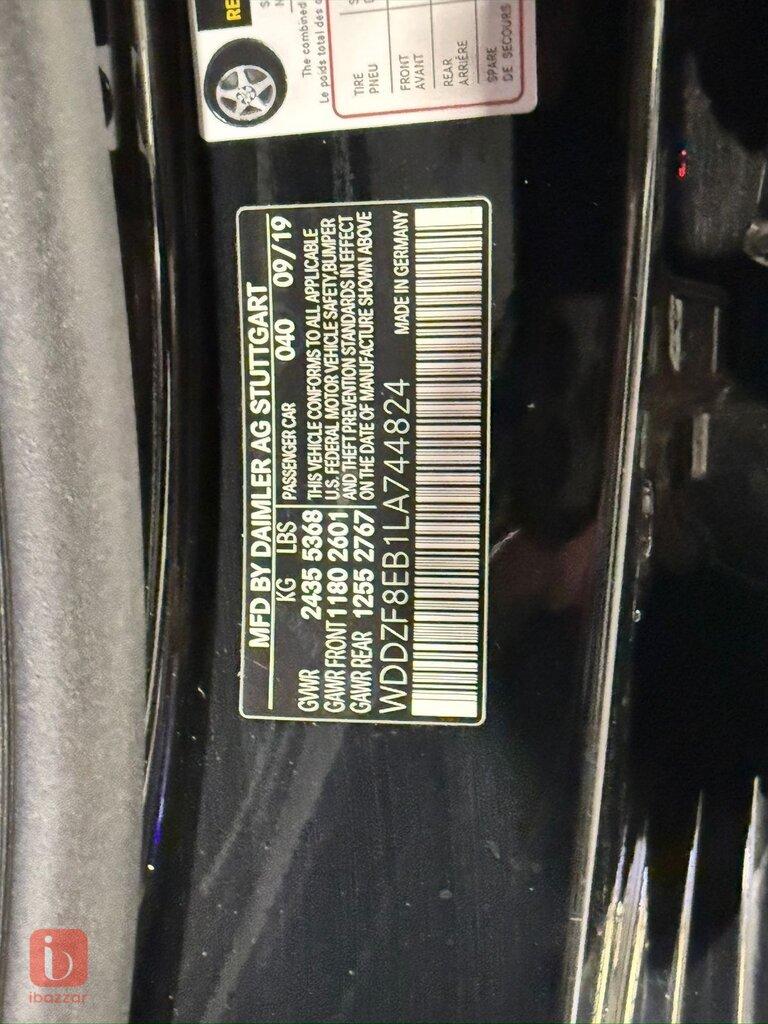 RE
The combined
Le poids total des
TIRE
PNEU
FRONT
AVANT
REAR
ARRIÈRE
SPARE
DE SECOURS
MFD BY DAIMLER AG STUTTGART
KG LBS
PASSENGER CAR 040 09/19
GVWR 2435 5368
GAWR FRONT 1180 2601
GAWR REAR 1255 2767
THIS VEHICLE CONFORMS TO ALL APPLICABLE
U.S. FEDERAL MOTOR VEHICLE SAFETY, BUMPER
AND THEFT PREVENTION STANDARDS IN EFFECT
ON THE DATE OF MANUFACTURE SHOWN ABOVE
WDDZF8EB1LA744824 MADE IN GERMANY
ibazzar